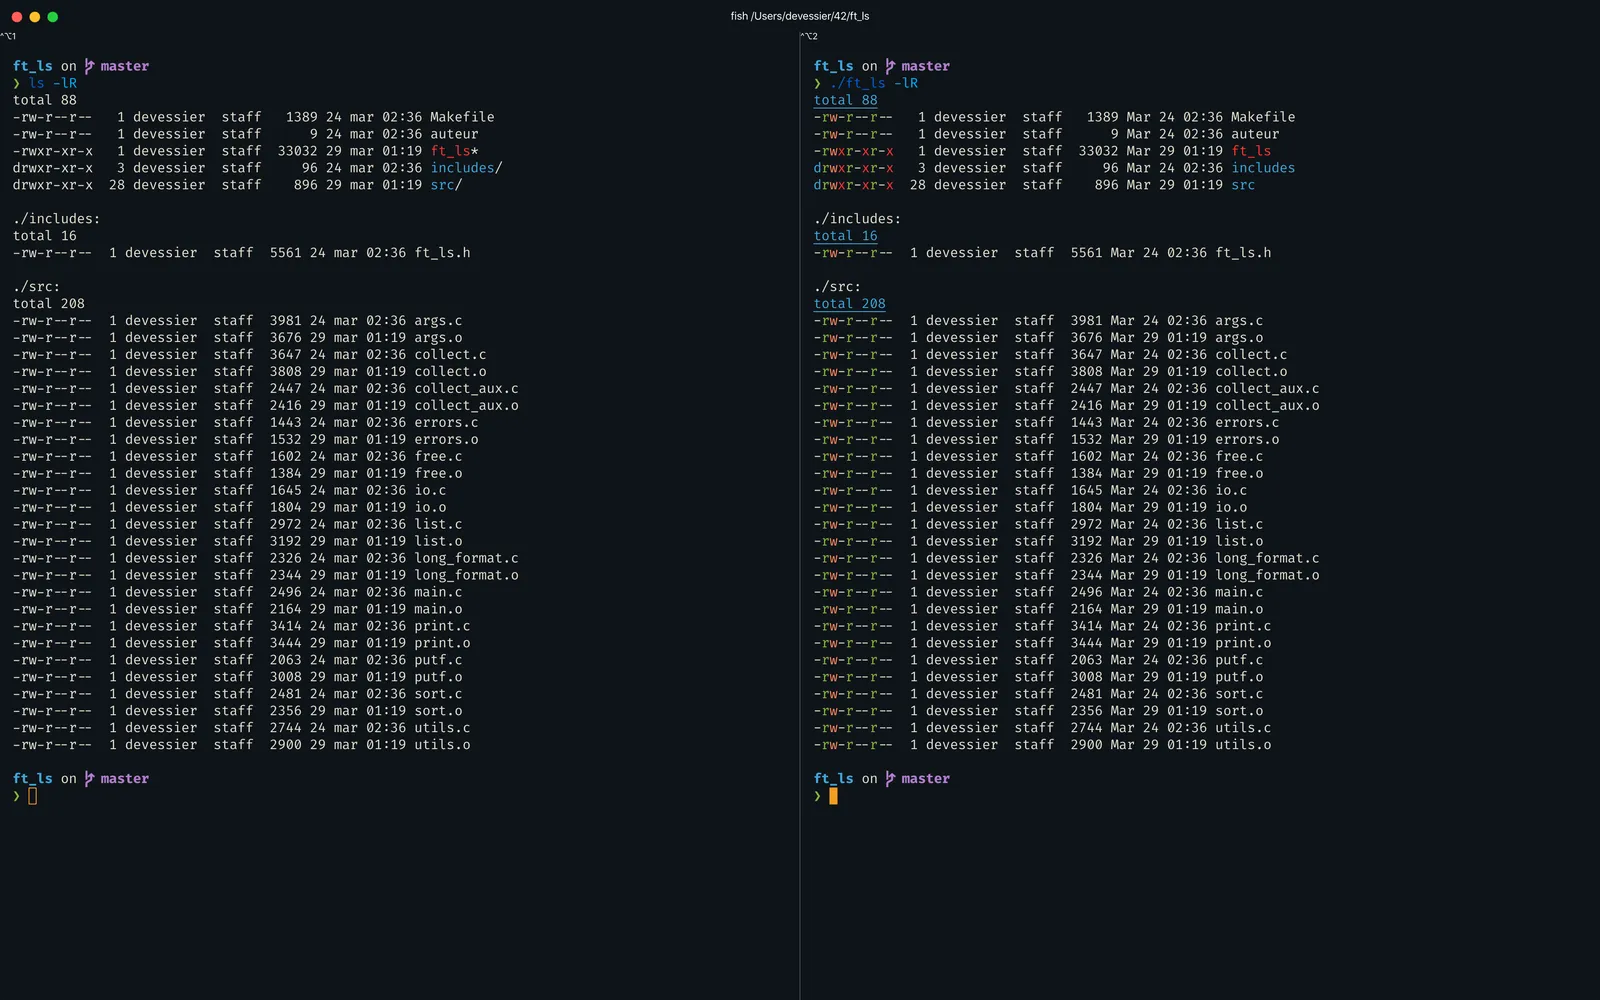 fish /Users/devessier/42/ft_ls
^⌥1
ft_ls on master
❯ ls -lR
total 88
-rw-r--r--   1 devessier  staff   1389 24 mar 02:36 Makefile
-rw-r--r--   1 devessier  staff      9 24 mar 02:36 auteur
-rwxr-xr-x   1 devessier  staff  33032 29 mar 01:19 ft_ls*
drwxr-xr-x   3 devessier  staff     96 24 mar 02:36 includes/
drwxr-xr-x  28 devessier  staff    896 29 mar 01:19 src/
./includes:
total 16
-rw-r--r--  1 devessier  staff  5561 24 mar 02:36 ft_ls.h
./src:
total 208
-rw-r--r--  1 devessier  staff  3981 24 mar 02:36 args.c
-rw-r--r--  1 devessier  staff  3676 29 mar 01:19 args.o
-rw-r--r--  1 devessier  staff  3647 24 mar 02:36 collect.c
-rw-r--r--  1 devessier  staff  3808 29 mar 01:19 collect.o
-rw-r--r--  1 devessier  staff  2447 24 mar 02:36 collect_aux.c
-rw-r--r--  1 devessier  staff  2416 29 mar 01:19 collect_aux.o
-rw-r--r--  1 devessier  staff  1443 24 mar 02:36 errors.c
-rw-r--r--  1 devessier  staff  1532 29 mar 01:19 errors.o
-rw-r--r--  1 devessier  staff  1602 24 mar 02:36 free.c
-rw-r--r--  1 devessier  staff  1384 29 mar 01:19 free.o
-rw-r--r--  1 devessier  staff  1645 24 mar 02:36 io.c
-rw-r--r--  1 devessier  staff  1804 29 mar 01:19 io.o
-rw-r--r--  1 devessier  staff  2972 24 mar 02:36 list.c
-rw-r--r--  1 devessier  staff  3192 29 mar 01:19 list.o
-rw-r--r--  1 devessier  staff  2326 24 mar 02:36 long_format.c
-rw-r--r--  1 devessier  staff  2344 29 mar 01:19 long_format.o
-rw-r--r--  1 devessier  staff  2496 24 mar 02:36 main.c
-rw-r--r--  1 devessier  staff  2164 29 mar 01:19 main.o
-rw-r--r--  1 devessier  staff  3414 24 mar 02:36 print.c
-rw-r--r--  1 devessier  staff  3444 29 mar 01:19 print.o
-rw-r--r--  1 devessier  staff  2063 24 mar 02:36 putf.c
-rw-r--r--  1 devessier  staff  3008 29 mar 01:19 putf.o
-rw-r--r--  1 devessier  staff  2481 24 mar 02:36 sort.c
-rw-r--r--  1 devessier  staff  2356 29 mar 01:19 sort.o
-rw-r--r--  1 devessier  staff  2744 24 mar 02:36 utils.c
-rw-r--r--  1 devessier  staff  2900 29 mar 01:19 utils.o
ft_ls on master
❯
^⌥2
ft_ls on master
❯ ./ft_ls -lR
total 88
-rw-r--r--   1 devessier  staff   1389 Mar 24 02:36 Makefile
-rw-r--r--   1 devessier  staff      9 Mar 24 02:36 auteur
-rwxr-xr-x   1 devessier  staff  33032 Mar 29 01:19 ft_ls
drwxr-xr-x   3 devessier  staff     96 Mar 24 02:36 includes
drwxr-xr-x  28 devessier  staff    896 Mar 29 01:19 src
./includes:
total 16
-rw-r--r--  1 devessier  staff  5561 Mar 24 02:36 ft_ls.h
./src:
total 208
-rw-r--r--  1 devessier  staff  3981 Mar 24 02:36 args.c
-rw-r--r--  1 devessier  staff  3676 Mar 29 01:19 args.o
-rw-r--r--  1 devessier  staff  3647 Mar 24 02:36 collect.c
-rw-r--r--  1 devessier  staff  3808 Mar 29 01:19 collect.o
-rw-r--r--  1 devessier  staff  2447 Mar 24 02:36 collect_aux.c
-rw-r--r--  1 devessier  staff  2416 Mar 29 01:19 collect_aux.o
-rw-r--r--  1 devessier  staff  1443 Mar 24 02:36 errors.c
-rw-r--r--  1 devessier  staff  1532 Mar 29 01:19 errors.o
-rw-r--r--  1 devessier  staff  1602 Mar 24 02:36 free.c
-rw-r--r--  1 devessier  staff  1384 Mar 29 01:19 free.o
-rw-r--r--  1 devessier  staff  1645 Mar 24 02:36 io.c
-rw-r--r--  1 devessier  staff  1804 Mar 29 01:19 io.o
-rw-r--r--  1 devessier  staff  2972 Mar 24 02:36 list.c
-rw-r--r--  1 devessier  staff  3192 Mar 29 01:19 list.o
-rw-r--r--  1 devessier  staff  2326 Mar 24 02:36 long_format.c
-rw-r--r--  1 devessier  staff  2344 Mar 29 01:19 long_format.o
-rw-r--r--  1 devessier  staff  2496 Mar 24 02:36 main.c
-rw-r--r--  1 devessier  staff  2164 Mar 29 01:19 main.o
-rw-r--r--  1 devessier  staff  3414 Mar 24 02:36 print.c
-rw-r--r--  1 devessier  staff  3444 Mar 29 01:19 print.o
-rw-r--r--  1 devessier  staff  2063 Mar 24 02:36 putf.c
-rw-r--r--  1 devessier  staff  3008 Mar 29 01:19 putf.o
-rw-r--r--  1 devessier  staff  2481 Mar 24 02:36 sort.c
-rw-r--r--  1 devessier  staff  2356 Mar 29 01:19 sort.o
-rw-r--r--  1 devessier  staff  2744 Mar 24 02:36 utils.c
-rw-r--r--  1 devessier  staff  2900 Mar 29 01:19 utils.o
ft_ls on master
❯